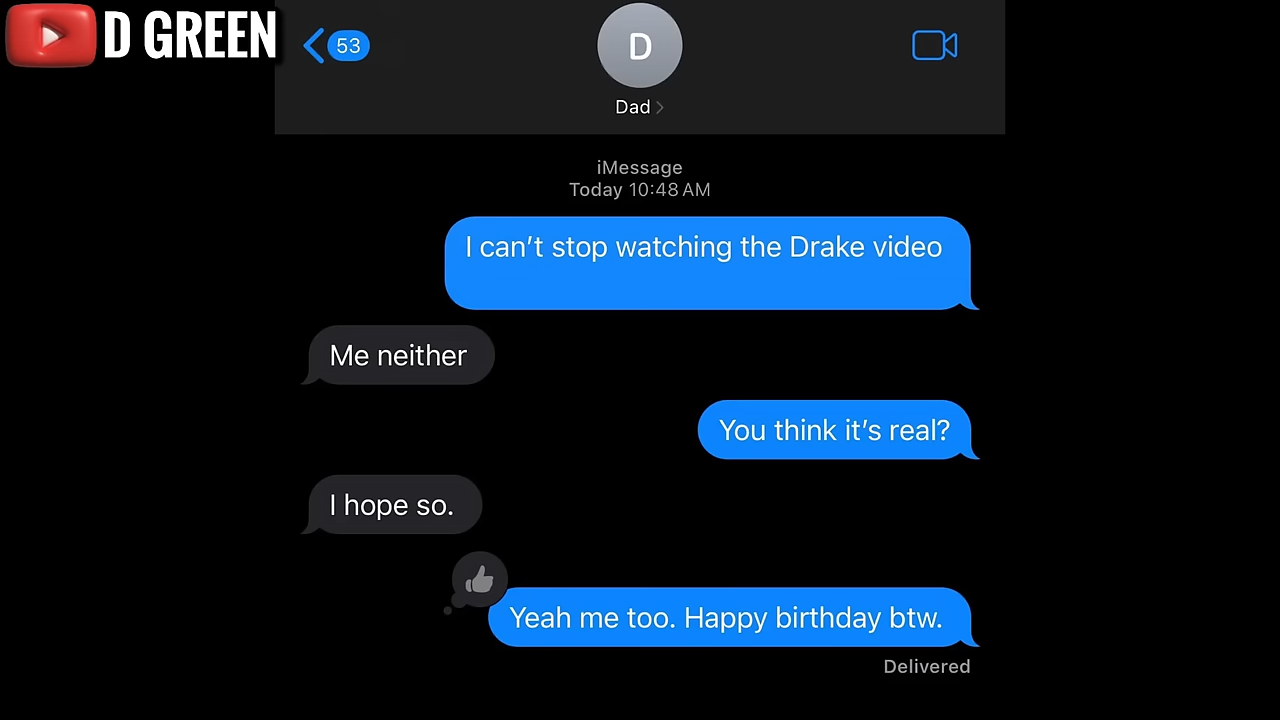 D GREEN
53
D
Dad
iMessage
Today 10:48 AM
I can’t stop watching the Drake video
Me neither
You think it’s real?
I hope so.
Yeah me too. Happy birthday btw.
Delivered